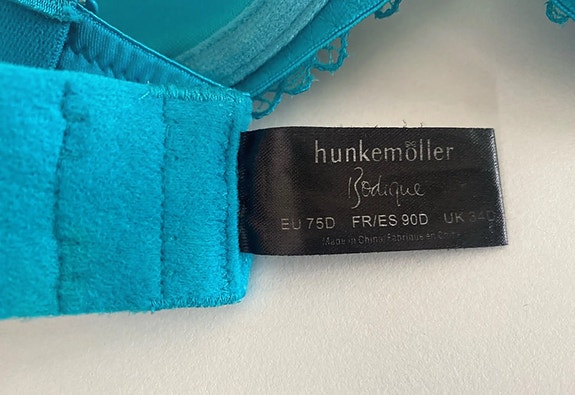 hunkemöller
Bodique
EU 75D FR/ES 90D UK 34D
Made in China/Fabriqué en Chine